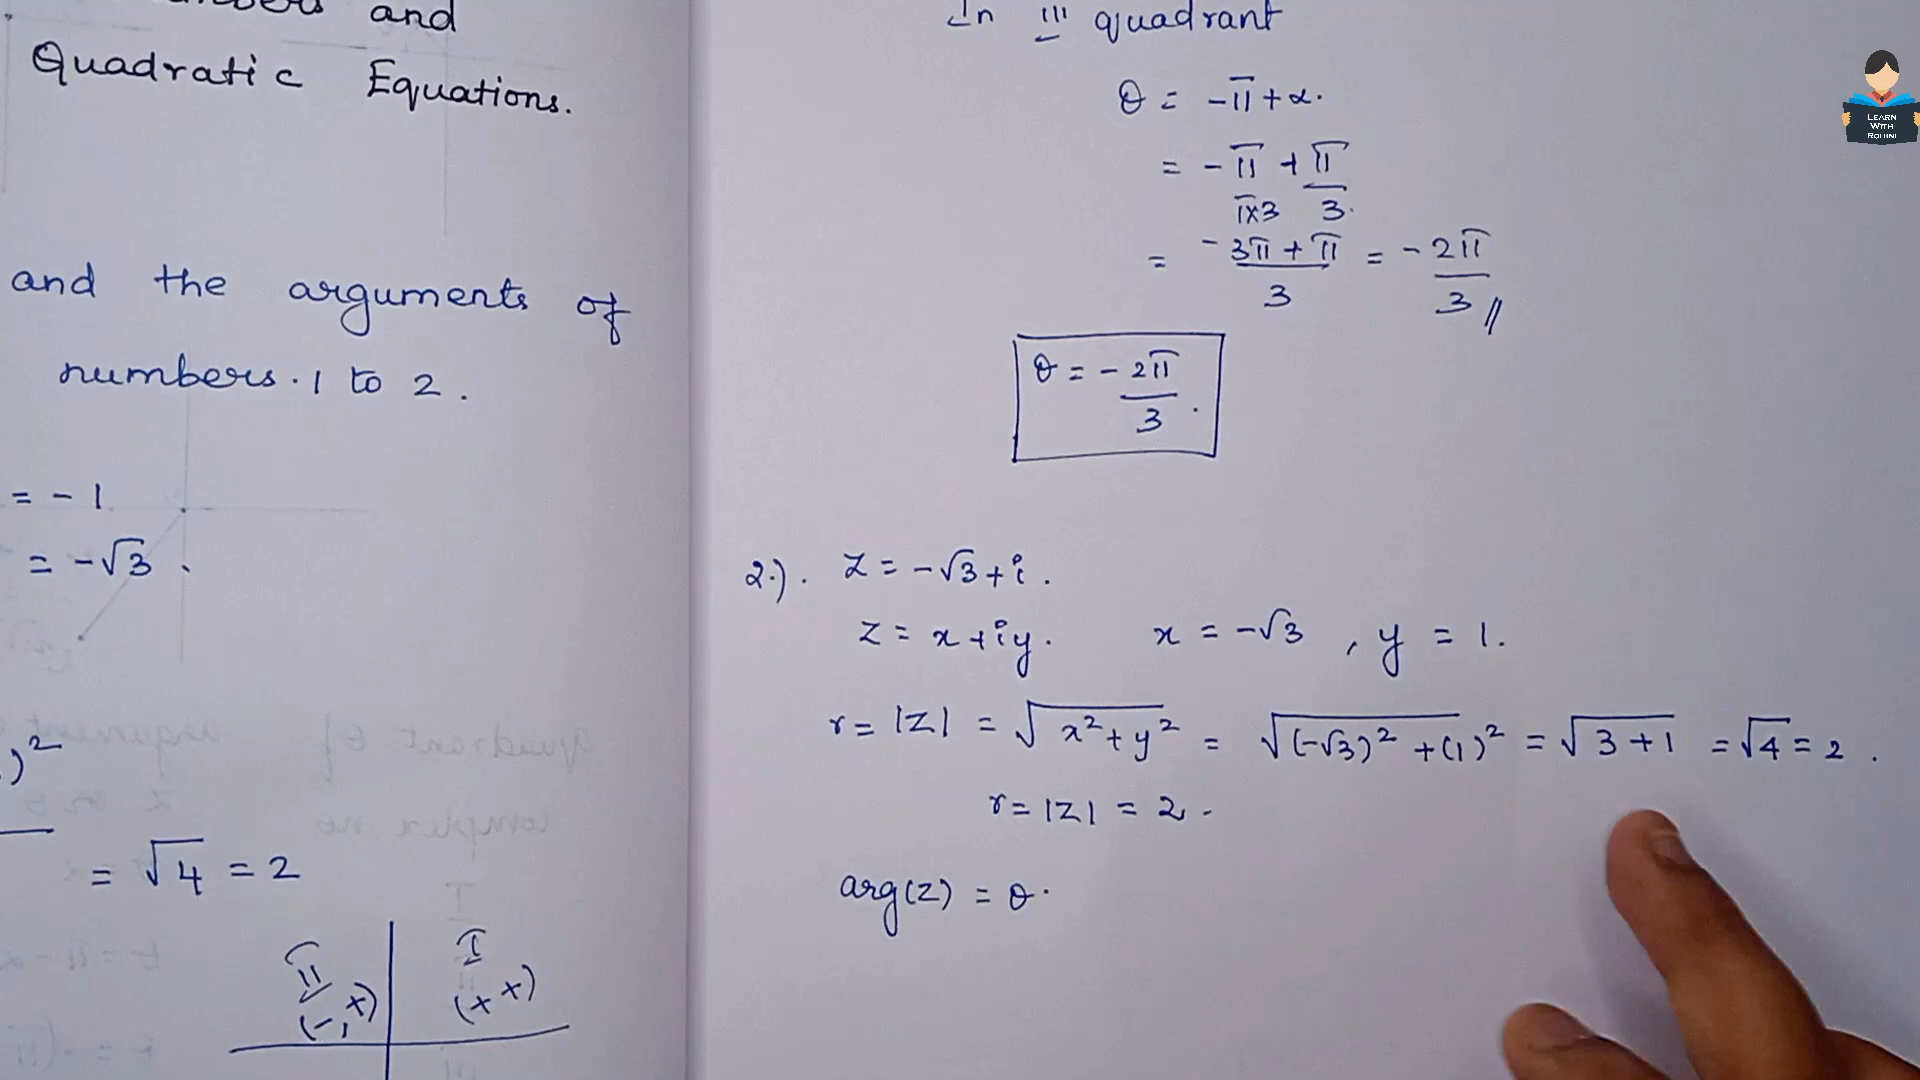 and
Quadratic Equations.
and the arguments of
numbers. 1 to 2.
= -1
= -√3.
)²
= √4 = 2
II I
(-, +) (+ +)
In III quadrant
θ = -π + α.
= -π + π
1×3 3.
= -3π + π = -2π
3 3 //
θ = -2π
3.
2.). z = -√3 + i.
z = x + iy. x = -√3, y = 1.
r = |z| = √x² + y² = √(-√3)² + (1)² = √3 + 1 = √4 = 2.
r = |z| = 2.
arg(z) = θ.
LEARN
WITH
ROHINI